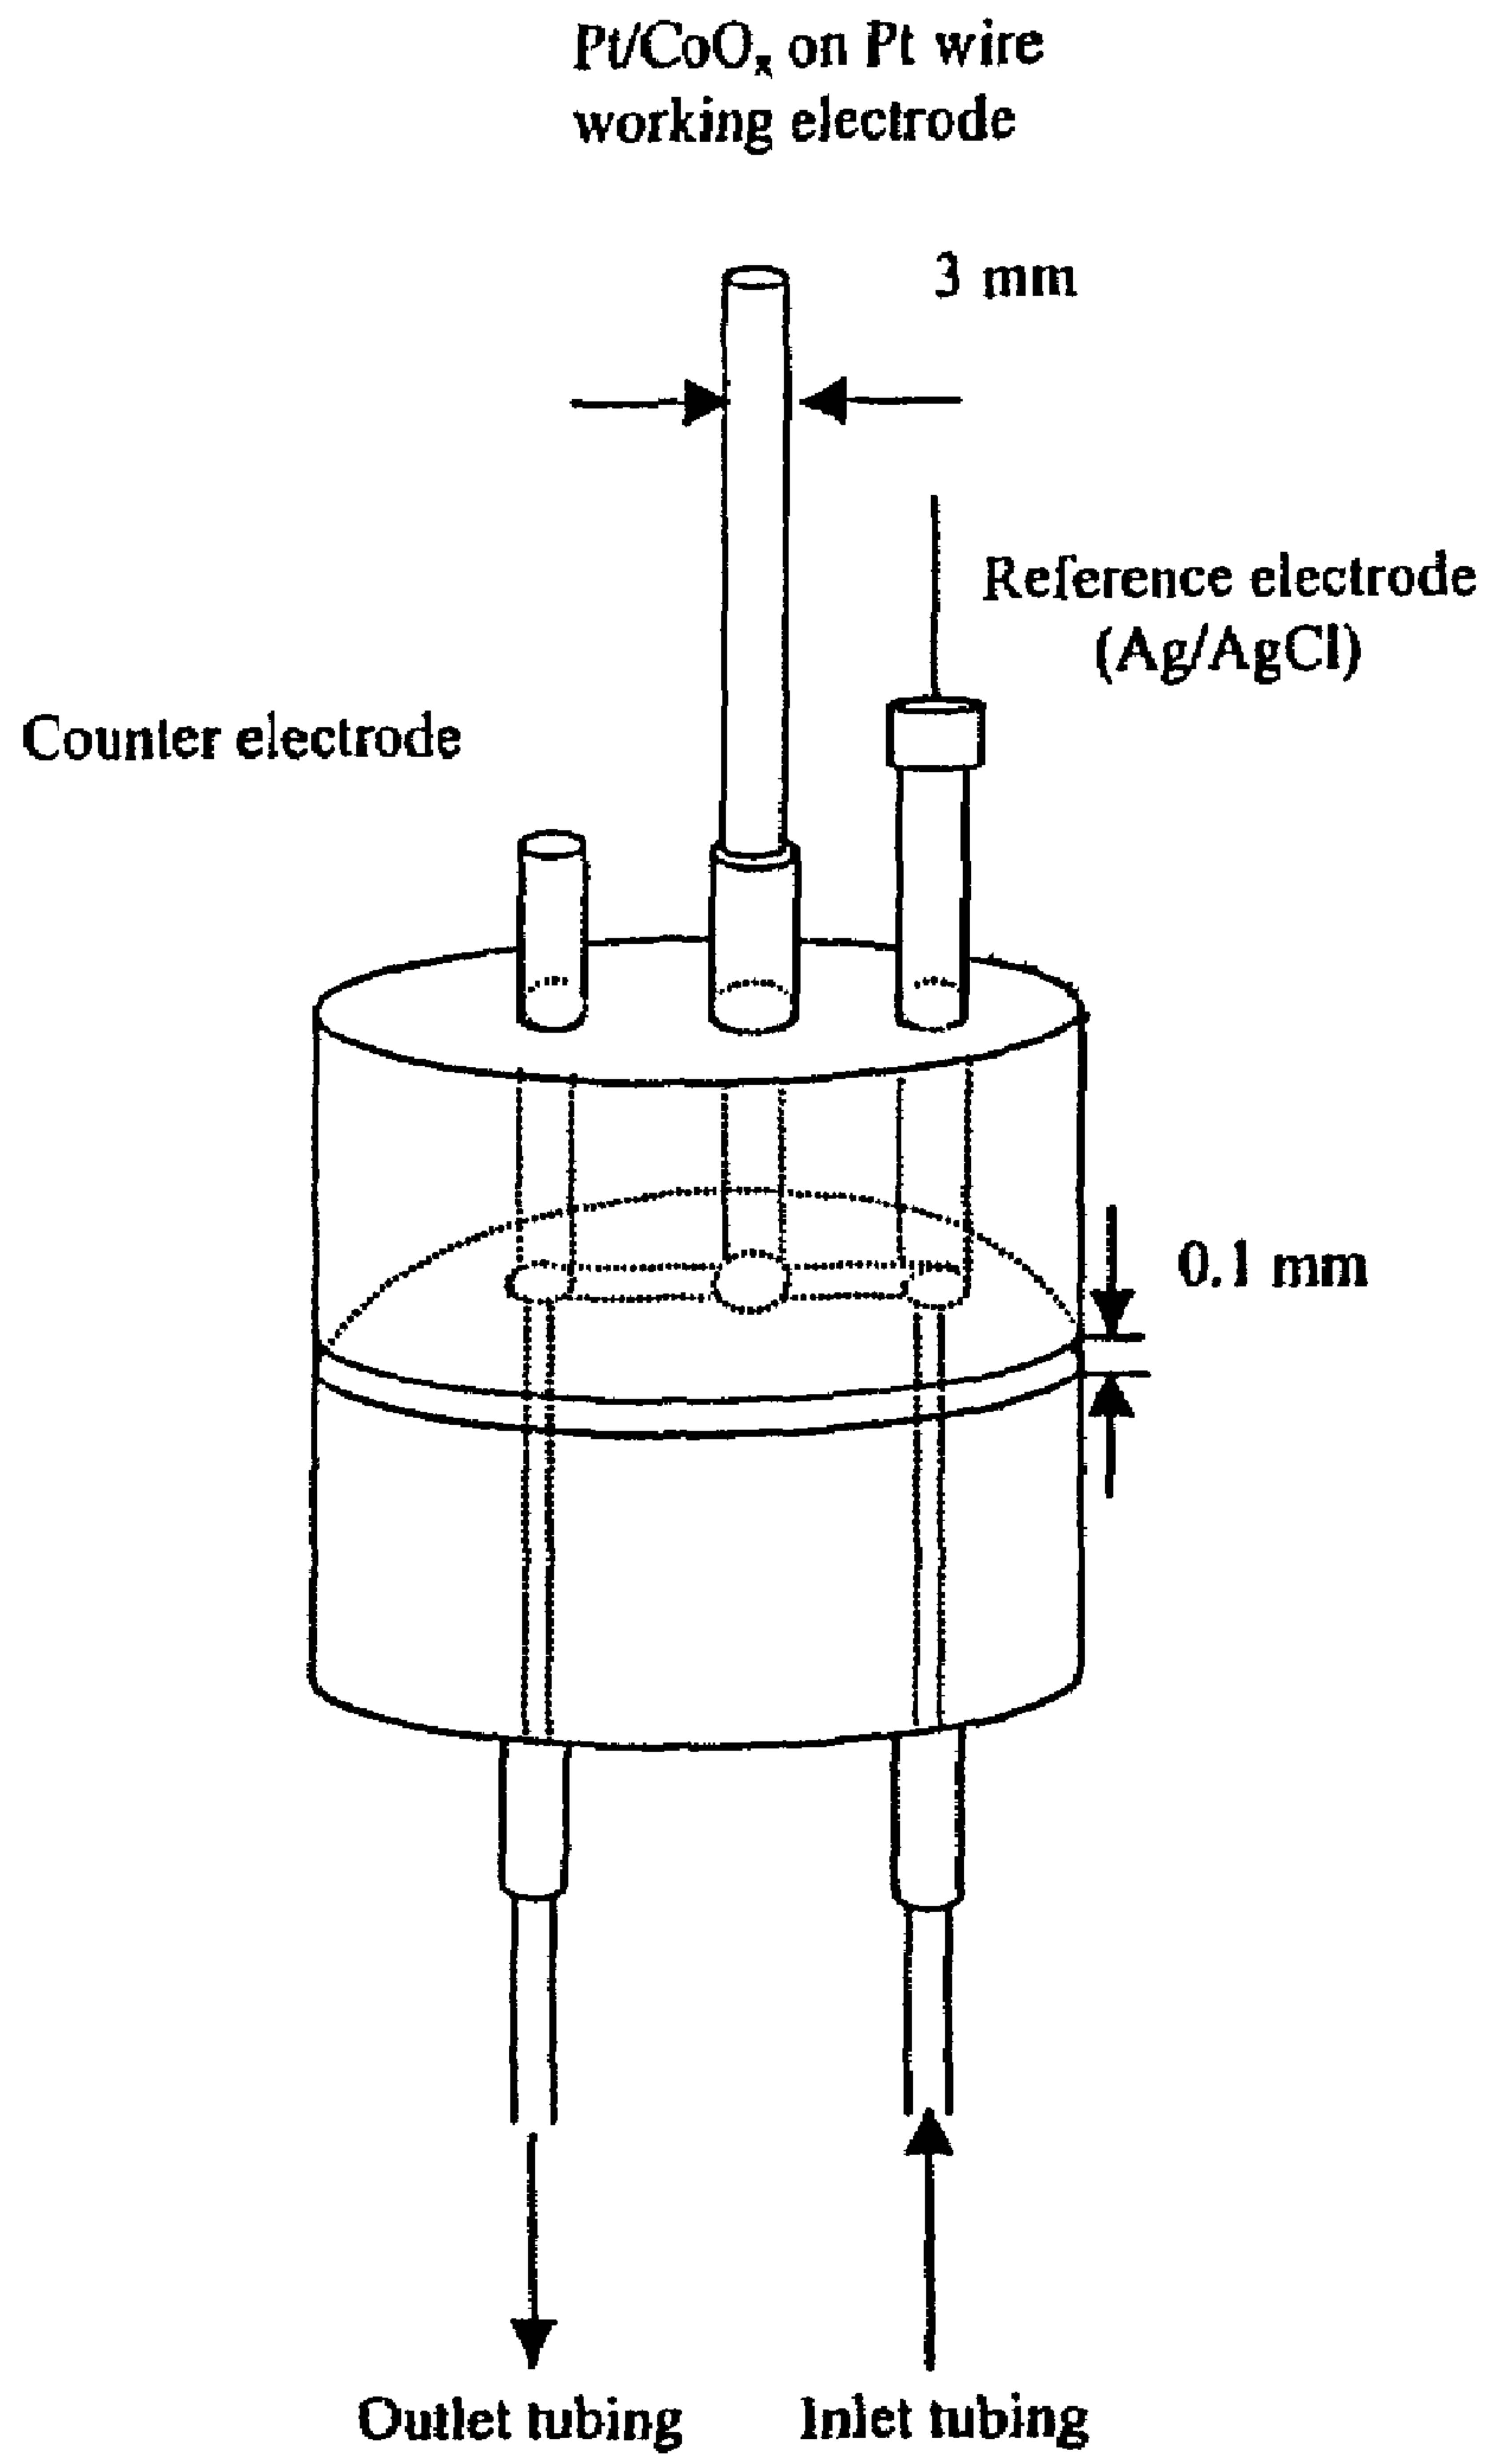 Pt/CoOₓ on Pt wire
working electrode
3 mm
Reference electrode
(Ag/AgCl)
Counter electrode
0.1 mm
Outlet tubing
Inlet tubing